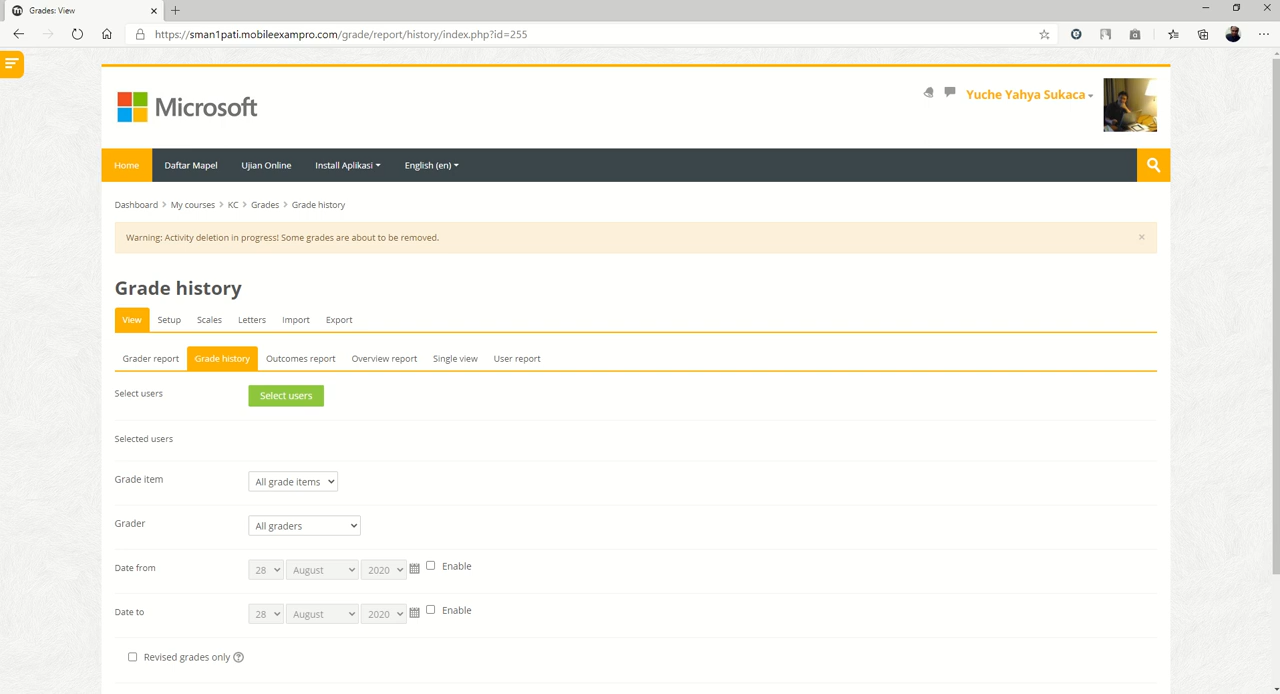 Grades: View
https://sman1pati.mobileexampro.com/grade/report/history/index.php?id=255
Microsoft
Yuche Yahya Sukaca
Home Daftar Mapel Ujian Online Install Aplikasi English (en)
Dashboard > My courses > KC > Grades > Grade history
Warning: Activity deletion in progress! Some grades are about to be removed. ×
Grade history
View Setup Scales Letters Import Export
Grader report Grade history Outcomes report Overview report Single view User report
Select users Select users
Selected users
Grade item All grade items
Grader All graders
Date from 28 August 2020 Enable
Date to 28 August 2020 Enable
Revised grades only ?